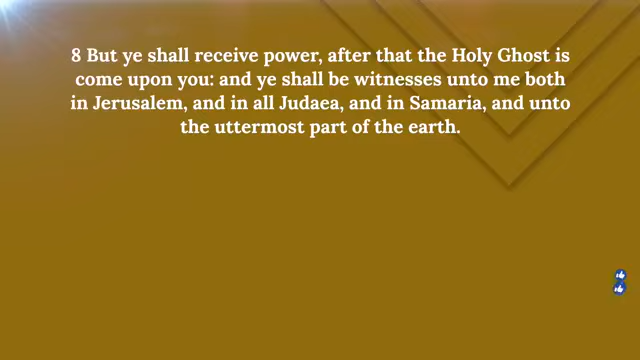 8 But ye shall receive power, after that the Holy Ghost is
come upon you: and ye shall be witnesses unto me both
in Jerusalem, and in all Judaea, and in Samaria, and unto
the uttermost part of the earth.